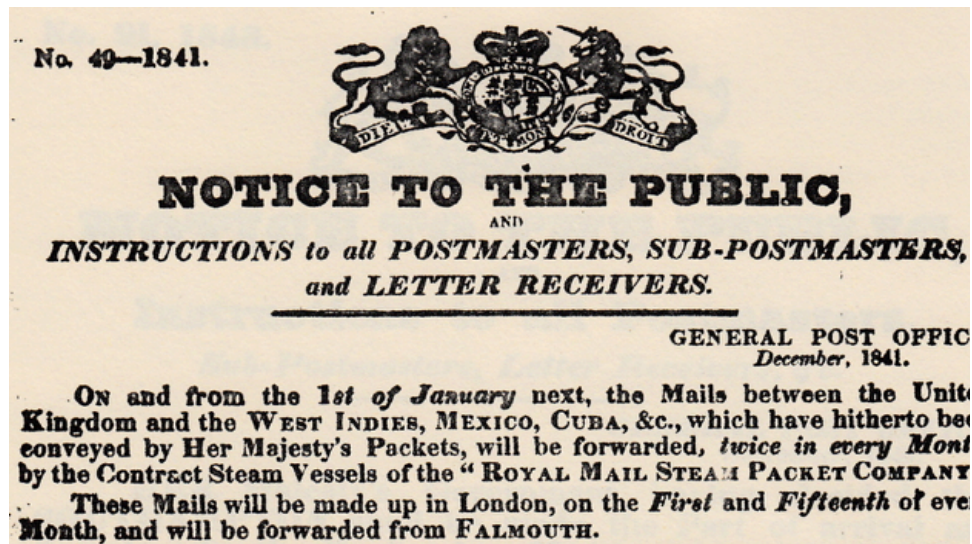 No. 49—1841.
DIE ET MON DROIT
NOTICE TO THE PUBLIC,
AND
INSTRUCTIONS to all POSTMASTERS, SUB-POSTMASTERS,
and LETTER RECEIVERS.
GENERAL POST OFFIC
December, 1841.
ON and from the 1st of January next, the Mails between the Unite
Kingdom and the WEST INDIES, MEXICO, CUBA, &c., which have hitherto bee
conveyed by Her Majesty's Packets, will be forwarded, twice in every Mont
by the Contract Steam Vessels of the "ROYAL MAIL STEAM PACKET COMPANY
These Mails will be made up in London, on the First and Fifteenth of eve
Month, and will be forwarded from FALMOUTH.